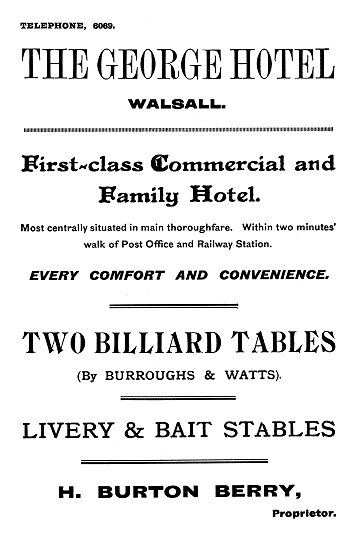 TELEPHONE, 6069.
THE GEORGE HOTEL
WALSALL.
First-class Commercial and
Family Hotel.
Most centrally situated in main thoroughfare. Within two minutes'
walk of Post Office and Railway Station.
EVERY COMFORT AND CONVENIENCE.
TWO BILLIARD TABLES
(By BURROUGHS & WATTS).
LIVERY & BAIT STABLES
H. BURTON BERRY,
Proprietor.